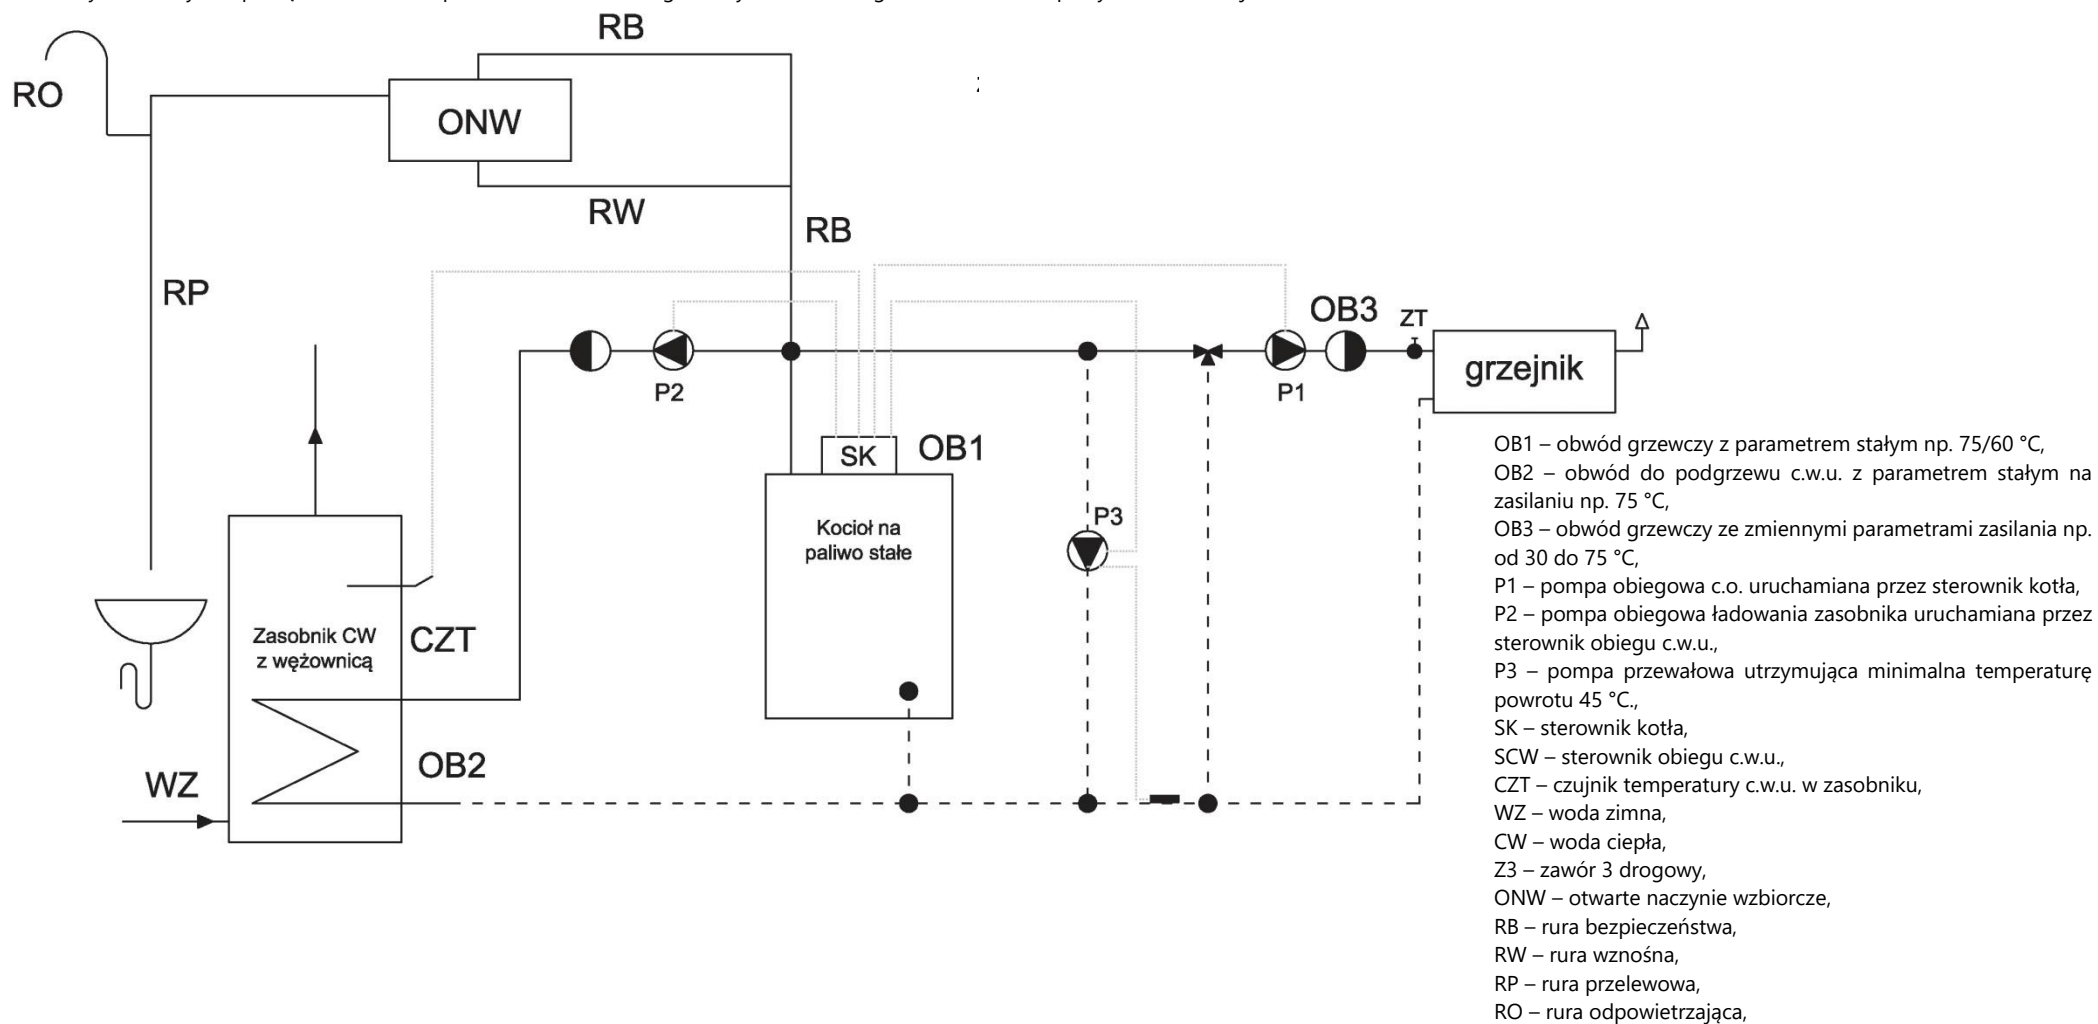 RB
RO
ONW
RW
RB
RP
OB3
ZT
grzejnik
P2
P1
SK
OB1
Kocioł na
paliwo stałe
P3
Zasobnik CW
z wężownicą
CZT
OB2
WZ
OB1 – obwód grzewczy z parametrem stałym np. 75/60 °C,
OB2 – obwód do podgrzewu c.w.u. z parametrem stałym na
zasilaniu np. 75 °C,
OB3 – obwód grzewczy ze zmiennymi parametrami zasilania np.
od 30 do 75 °C,
P1 – pompa obiegowa c.o. uruchamiana przez sterownik kotła,
P2 – pompa obiegowa ładowania zasobnika uruchamiana przez
sterownik obiegu c.w.u.,
P3 – pompa przewałowa utrzymująca minimalna temperaturę
powrotu 45 °C.,
SK – sterownik kotła,
SCW – sterownik obiegu c.w.u.,
CZT – czujnik temperatury c.w.u. w zasobniku,
WZ – woda zimna,
CW – woda ciepła,
Z3 – zawór 3 drogowy,
ONW – otwarte naczynie wzbiorcze,
RB – rura bezpieczeństwa,
RW – rura wznośna,
RP – rura przelewowa,
RO – rura odpowietrzająca,